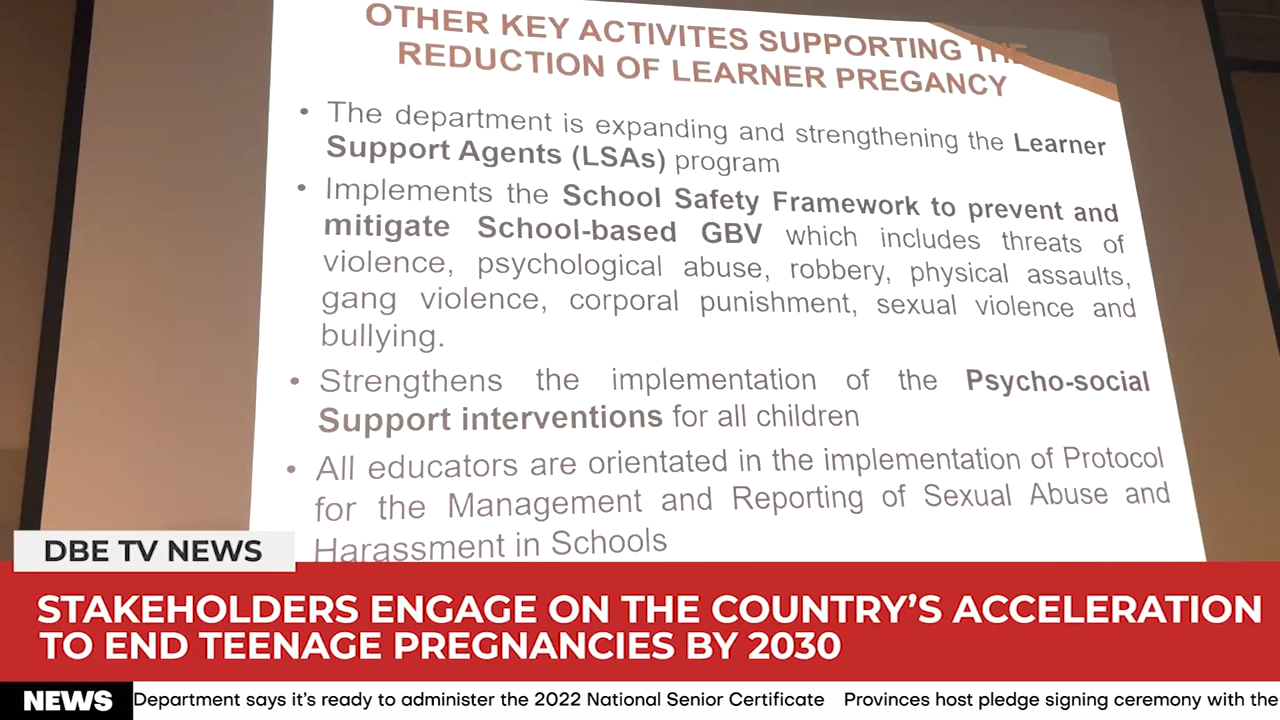 OTHER KEY ACTIVITES SUPPORTING THE
REDUCTION OF LEARNER PREGANCY
• The department is expanding and strengthening the Learner
Support Agents (LSAs) program
• Implements the School Safety Framework to prevent and
mitigate School-based GBV which includes threats of
violence, psychological abuse, robbery, physical assaults,
gang violence, corporal punishment, sexual violence and
bullying.
• Strengthens the implementation of the Psycho-social
Support interventions for all children
• All educators are orientated in the implementation of Protocol
for the Management and Reporting of Sexual Abuse and
Harassment in Schools
DBE TV NEWS
STAKEHOLDERS ENGAGE ON THE COUNTRY’S ACCELERATION
TO END TEENAGE PREGNANCIES BY 2030
NEWS Department says it’s ready to administer the 2022 National Senior Certificate Provinces host pledge signing ceremony with the